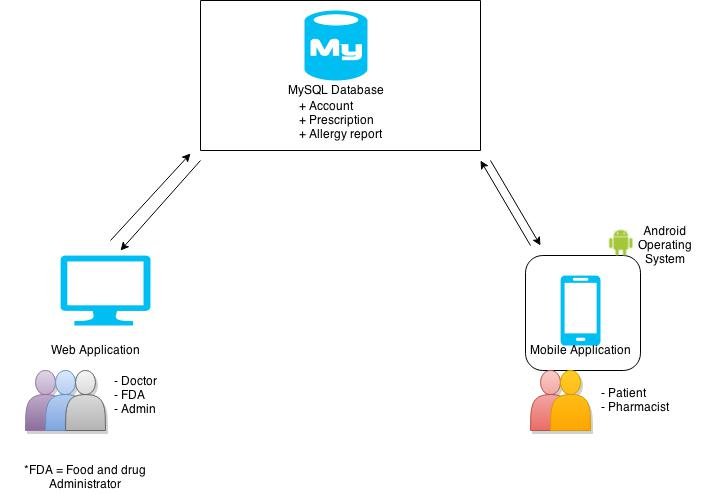 My
MySQL Database
+ Account
+ Prescription
+ Allergy report
Android
Operating
System
Web Application
Mobile Application
- Doctor
- FDA
- Admin
- Patient
- Pharmacist
*FDA = Food and drug
Administrator